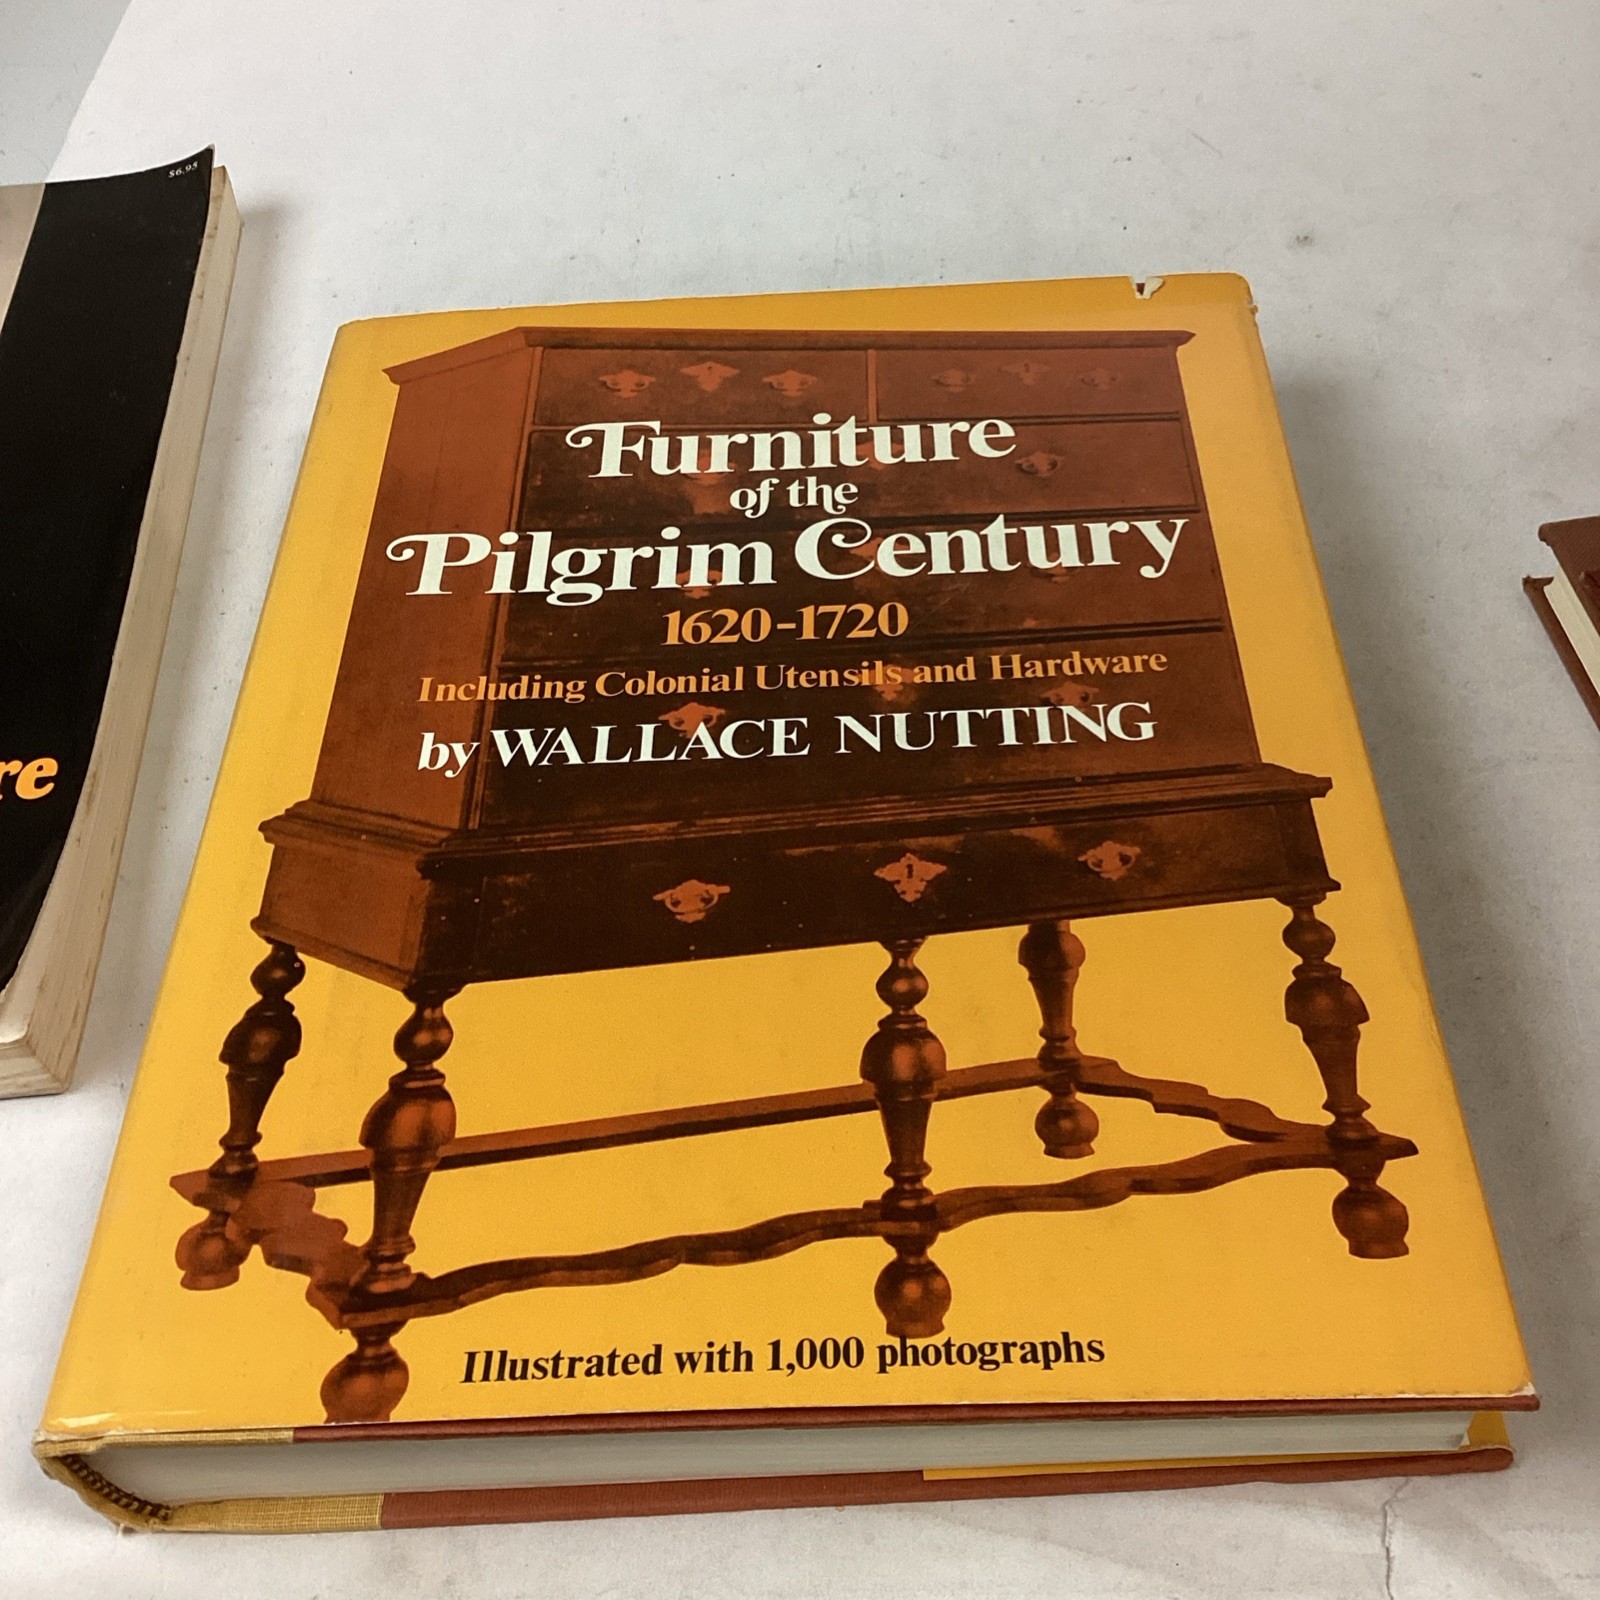 $6.95
re
Furniture
of the
Pilgrim Century
1620-1720
Including Colonial Utensils and Hardware
by WALLACE NUTTING
Illustrated with 1,000 photographs